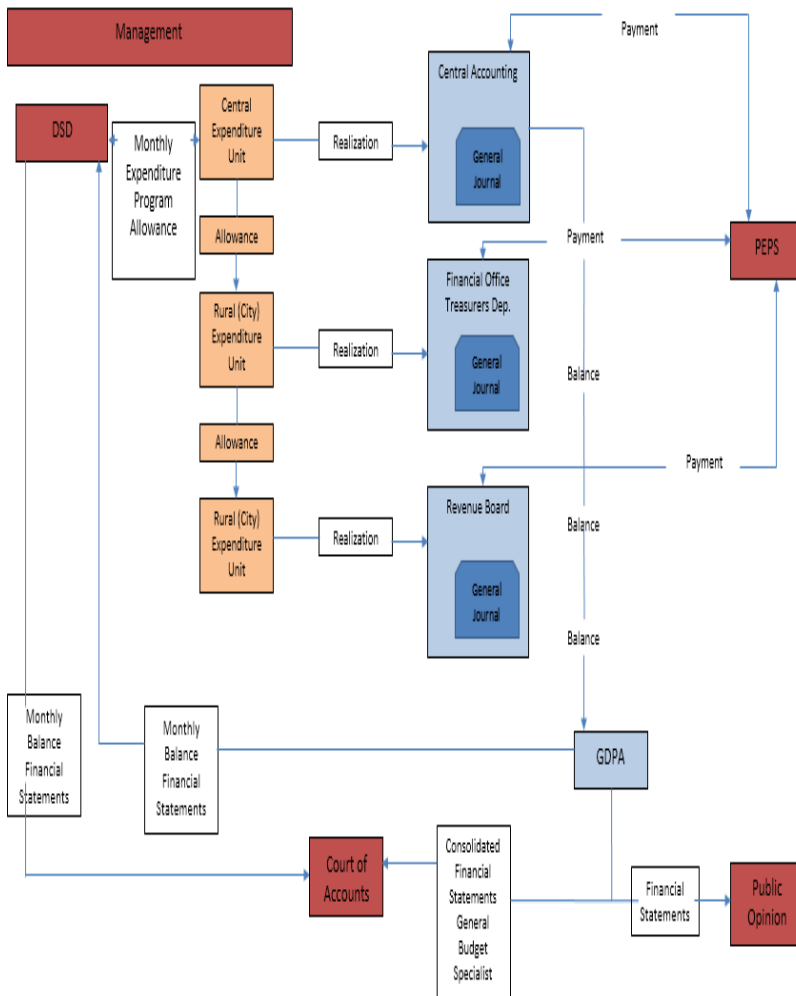 Management
Payment
Central Accounting
Central
Expenditure
Unit
DSD
Monthly
Expenditure
Program
Allowance
Realization
General
Journal
Allowance
Payment
PEPS
Financial Office
Treasurers Dep.
Rural (City)
Expenditure
Unit
Realization
General
Journal
Balance
Allowance
Payment
Revenue Board
Rural (City)
Expenditure
Unit
Realization
Balance
General
Journal
Balance
Monthly
Balance
Financial
Statements
Monthly
Balance
Financial
Statements
GDPA
Court of
Accounts
Consolidated
Financial
Statements
General
Budget
Specialist
Financial
Statements
Public
Opinion